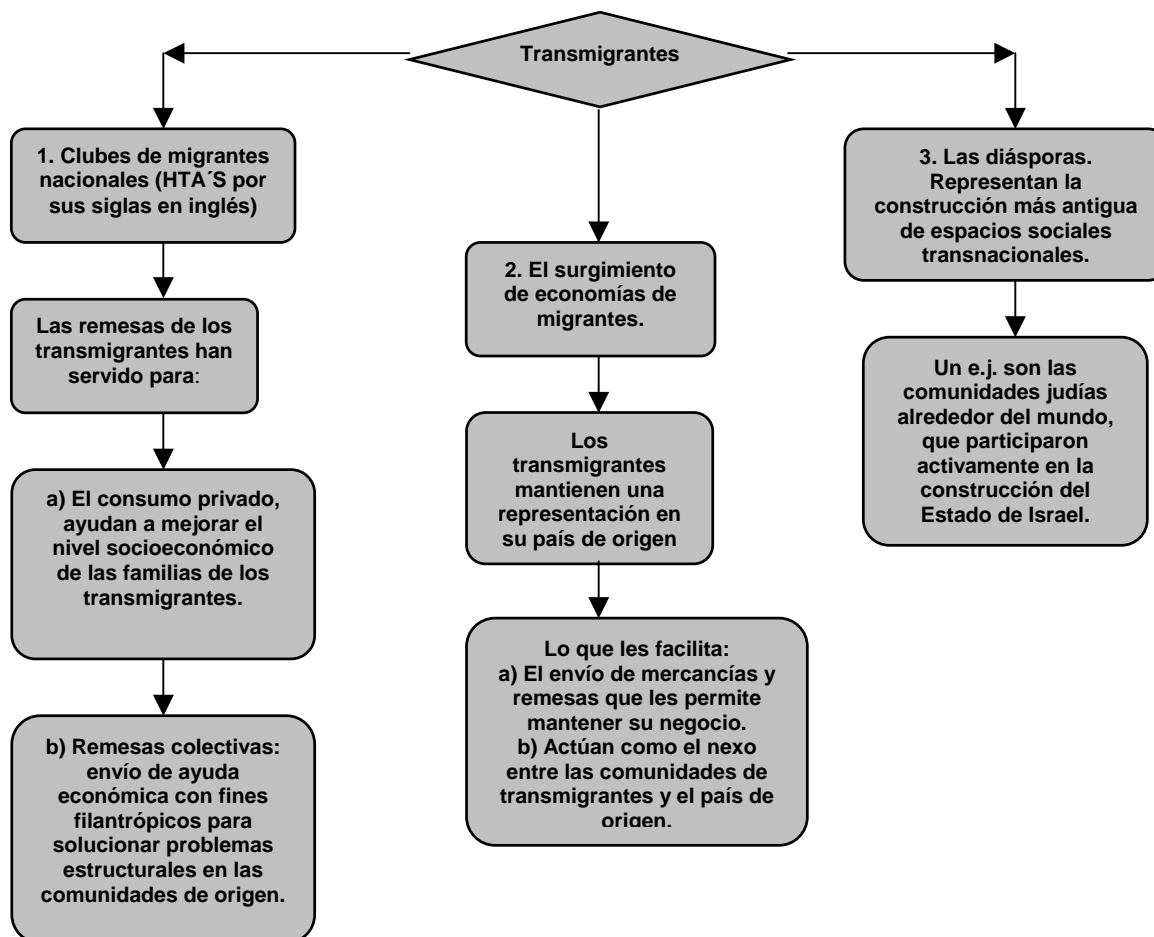 Transmigrantes
1. Clubes de migrantes
nacionales (HTA´S por
sus siglas en inglés)
Las remesas de los
transmigrantes han
servido para:
a) El consumo privado,
ayudan a mejorar el
nivel socioeconómico
de las familias de los
transmigrantes.
b) Remesas colectivas:
envío de ayuda
económica con fines
filantrópicos para
solucionar problemas
estructurales en las
comunidades de origen.
2. El surgimiento
de economías de
migrantes.
Los
transmigrantes
mantienen una
representación en
su país de origen
Lo que les facilita:
a) El envío de mercancías y
remesas que les permite
mantener su negocio.
b) Actúan como el nexo
entre las comunidades de
transmigrantes y el país de
origen.
3. Las diásporas.
Representan la
construcción más antigua
de espacios sociales
transnacionales.
Un e.j. son las
comunidades judías
alrededor del mundo,
que participaron
activamente en la
construcción del
Estado de Israel.